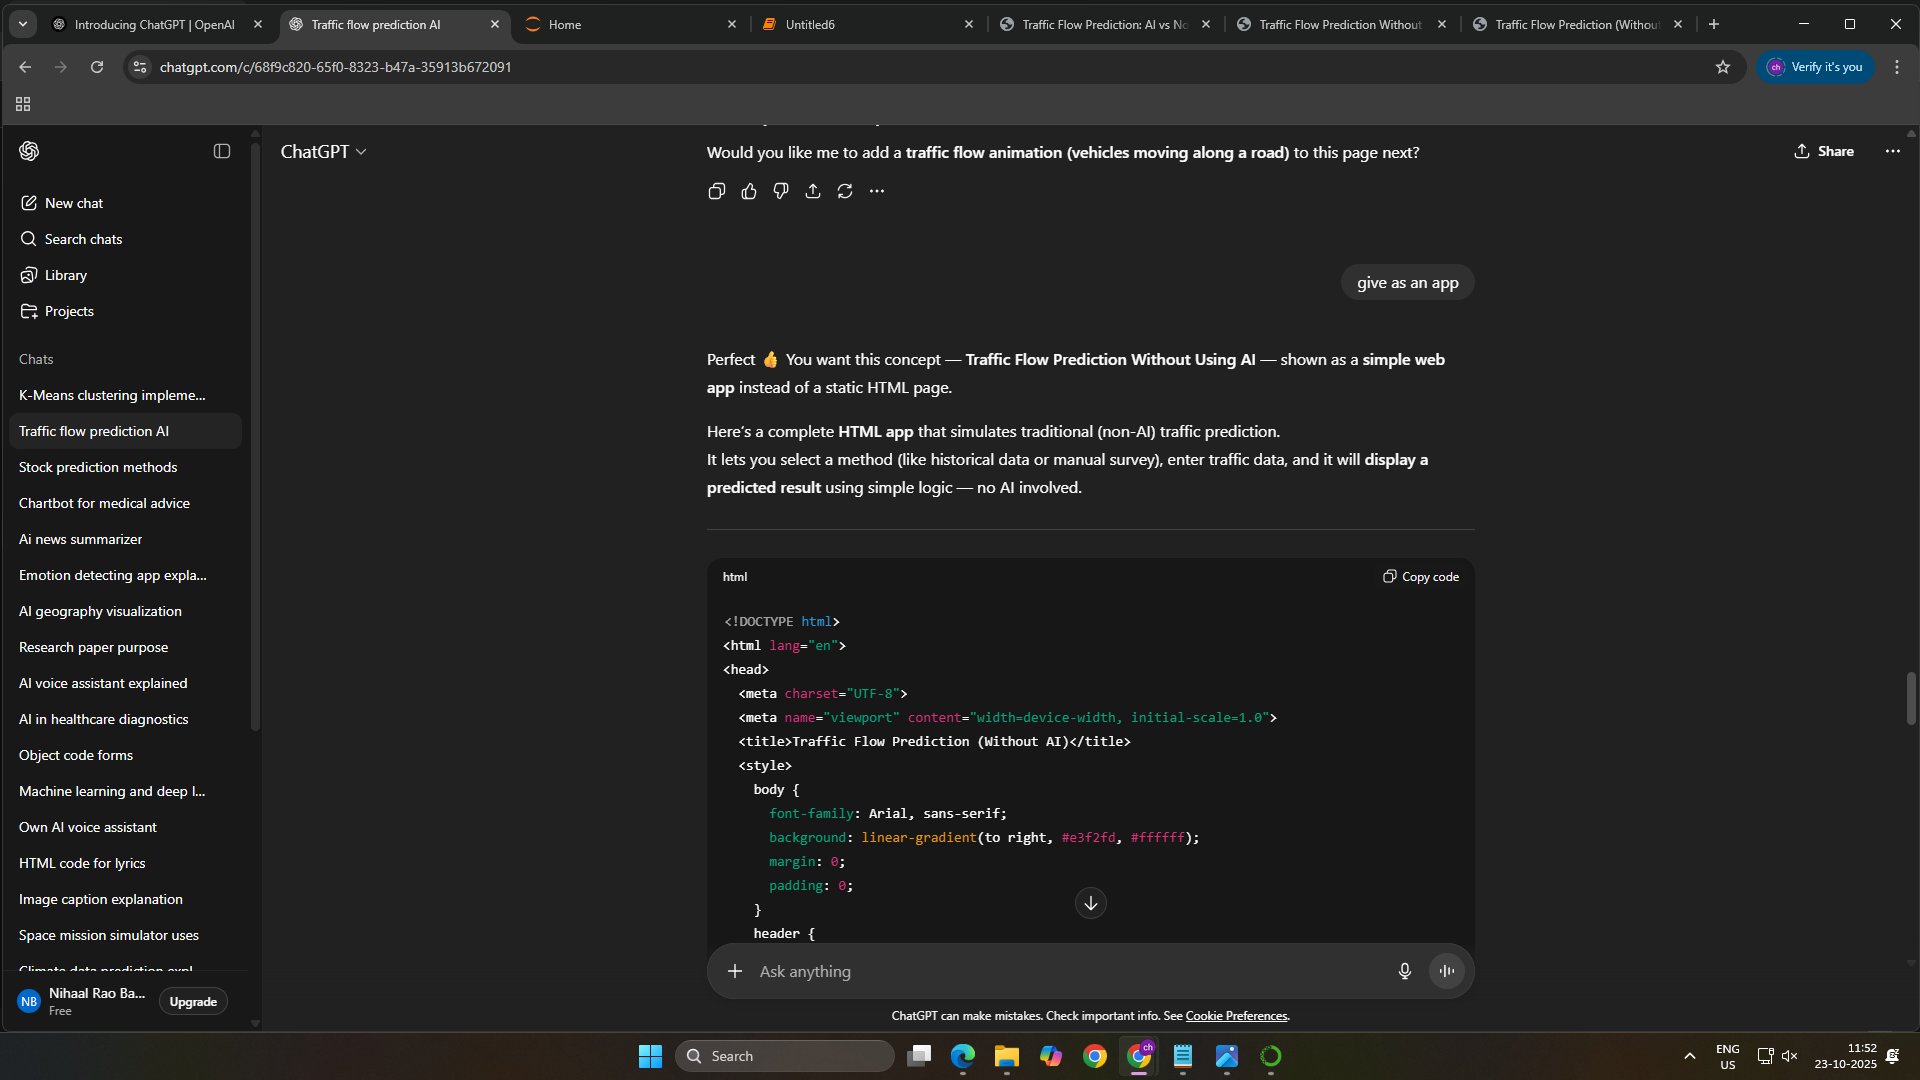 Introducing ChatGPT | OpenAI
Traffic flow prediction AI
Home
Untitled6
Traffic Flow Prediction: AI vs No
Traffic Flow Prediction Without
Traffic Flow Prediction (Withou
chatgpt.com/c/68f9c820-65f0-8323-b47a-35913b672091
ch
Verify it's you
ChatGPT
Share
New chat
Search chats
Library
Projects
Chats
K-Means clustering impleme...
Traffic flow prediction AI
Stock prediction methods
Chartbot for medical advice
Ai news summarizer
Emotion detecting app expla...
AI geography visualization
Research paper purpose
AI voice assistant explained
AI in healthcare diagnostics
Object code forms
Machine learning and deep l...
Own AI voice assistant
HTML code for lyrics
Image caption explanation
Space mission simulator uses
Climate data prediction expl
NB
Nihaal Rao Ba...
Free
Upgrade
Would you like me to add a traffic flow animation (vehicles moving along a road) to this page next?
give as an app
Perfect 👍 You want this concept — Traffic Flow Prediction Without Using AI — shown as a simple web
app instead of a static HTML page.
Here's a complete HTML app that simulates traditional (non-AI) traffic prediction.
It lets you select a method (like historical data or manual survey), enter traffic data, and it will display a
predicted result using simple logic — no AI involved.
html
Copy code
<!DOCTYPE html>
<html lang="en">
<head>
<meta charset="UTF-8">
<meta name="viewport" content="width=device-width, initial-scale=1.0">
<title>Traffic Flow Prediction (Without AI)</title>
<style>
body {
font-family: Arial, sans-serif;
background: linear-gradient(to right, #e3f2fd, #ffffff);
margin: 0;
padding: 0;
}
header {
Ask anything
ChatGPT can make mistakes. Check important info. See Cookie Preferences.
Search
ch
ENG
US
11:52
23-10-2025